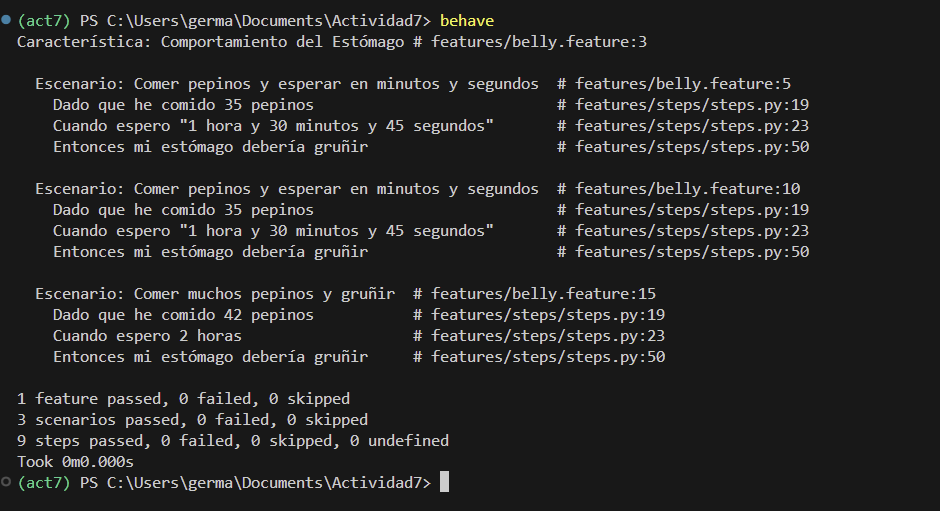 (act7) PS C:\Users\germa\Documents\Actividad7> behave
Característica: Comportamiento del Estómago # features/belly.feature:3
Escenario: Comer pepinos y esperar en minutos y segundos # features/belly.feature:5
Dado que he comido 35 pepinos # features/steps/steps.py:19
Cuando espero "1 hora y 30 minutos y 45 segundos" # features/steps/steps.py:23
Entonces mi estómago debería gruñir # features/steps/steps.py:50
Escenario: Comer pepinos y esperar en minutos y segundos # features/belly.feature:10
Dado que he comido 35 pepinos # features/steps/steps.py:19
Cuando espero "1 hora y 30 minutos y 45 segundos" # features/steps/steps.py:23
Entonces mi estómago debería gruñir # features/steps/steps.py:50
Escenario: Comer muchos pepinos y gruñir # features/belly.feature:15
Dado que he comido 42 pepinos # features/steps/steps.py:19
Cuando espero 2 horas # features/steps/steps.py:23
Entonces mi estómago debería gruñir # features/steps/steps.py:50
1 feature passed, 0 failed, 0 skipped
3 scenarios passed, 0 failed, 0 skipped
9 steps passed, 0 failed, 0 skipped, 0 undefined
Took 0m0.000s
(act7) PS C:\Users\germa\Documents\Actividad7>